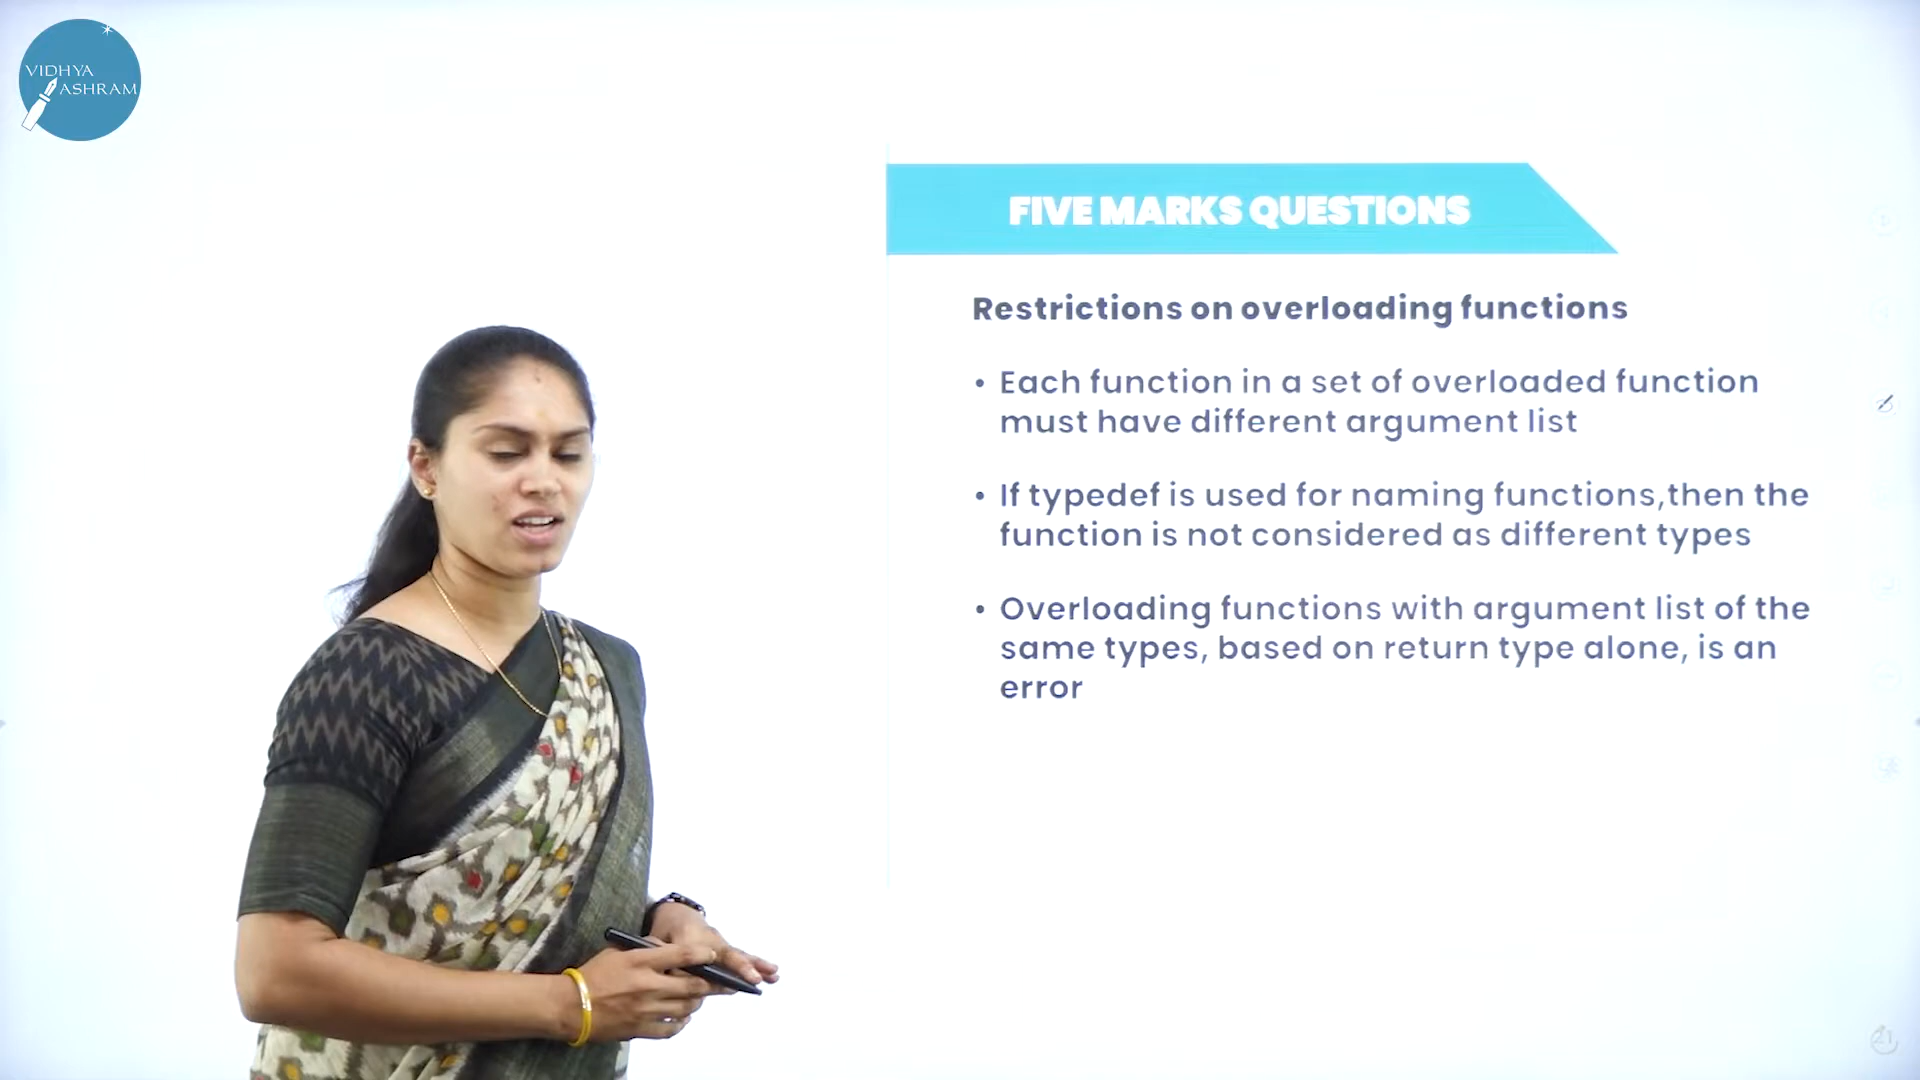 VIDHYA
ASHRAM
FIVE MARKS QUESTIONS
Restrictions on overloading functions
• Each function in a set of overloaded function
must have different argument list
• If typedef is used for naming functions,then the
function is not considered as different types
• Overloading functions with argument list of the
same types, based on return type alone, is an
error
21